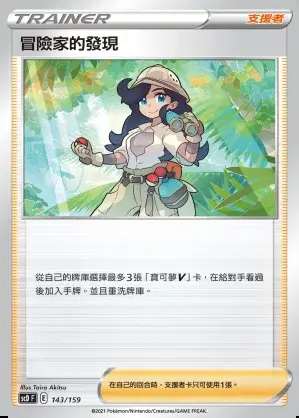 TRAINER 支援者
冒險家的發現
從自己的牌庫選擇最多3張「寶可夢V」卡，在給對手看過
後加入手牌。並且重洗牌庫。
Illus. Taira Akitsu
sc1D F E 143/159
在自己的回合時，支援者卡只可使用1張。
©2021 Pokémon/Nintendo/Creatures/GAME FREAK.